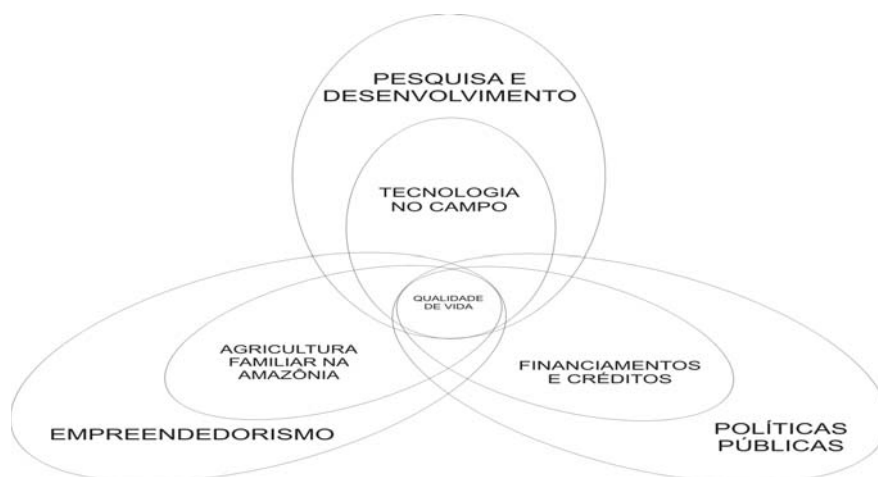 PESQUISA E
DESENVOLVIMENTO
TECNOLOGIA
NO CAMPO
QUALIDADE
DE VIDA
AGRICULTURA
FAMILIAR NA
AMAZÔNIA
FINANCIAMENTOS
E CRÉDITOS
EMPREENDEDORISMO
POLÍTICAS
PÚBLICAS